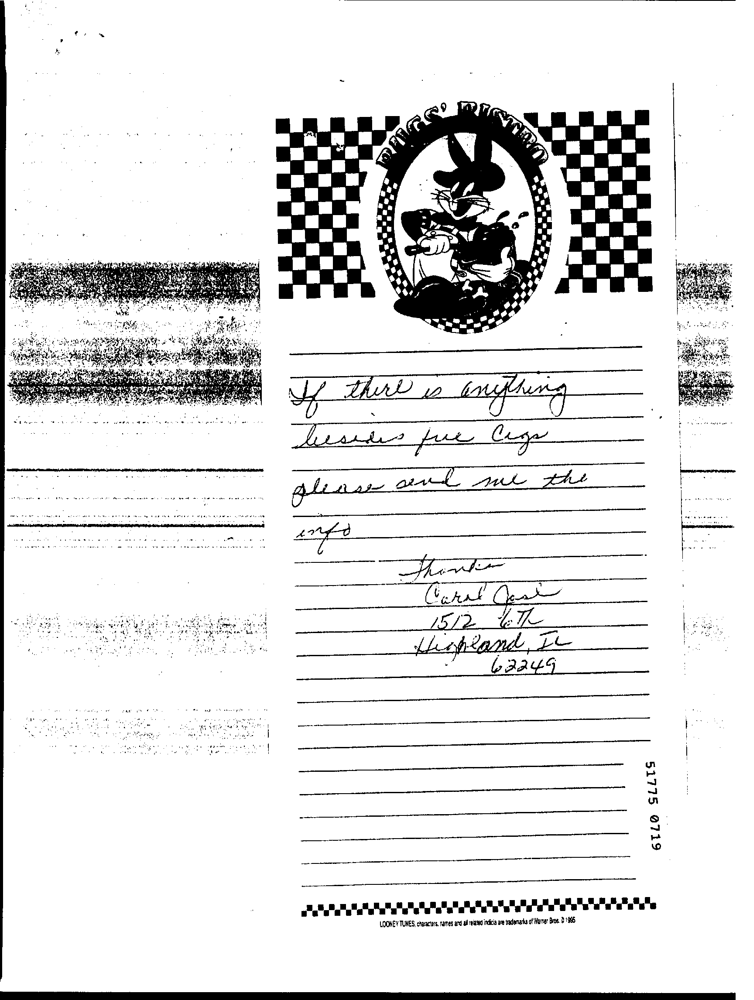 BUGS' BISTRO
If there is anything
besides free Cigs
please send me the
info
Thanks
Carol
1512 6Th
Highland, IL
62249
51775 0719
LOONEY TUNES, characters, names and all related indicia are trademarks of Warner Bros. © 1995